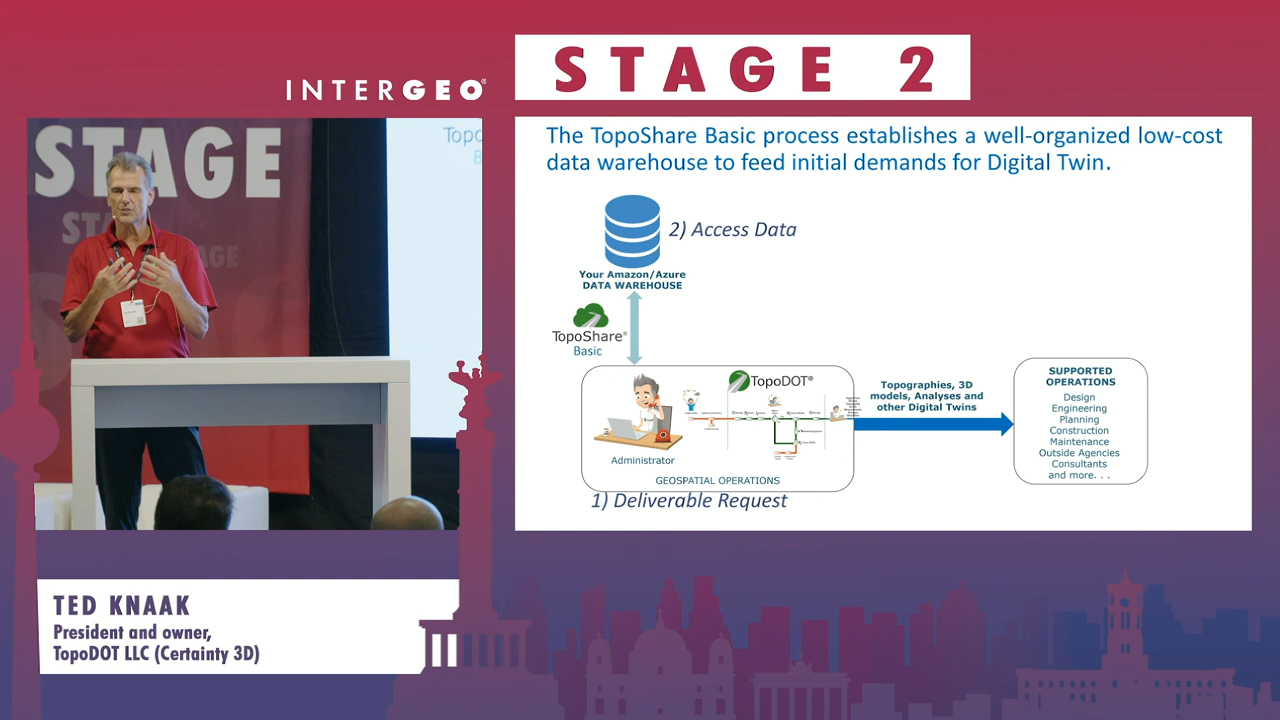 INTERGEO®
STAGE 2
STAGE
Topo
B
The TopoShare Basic process establishes a well-organized low-cost
data warehouse to feed initial demands for Digital Twin.
2) Access Data
Your Amazon/Azure
DATA WAREHOUSE
TopoShare®
Basic
TopoDOT®
Administrator
GEOSPATIAL OPERATIONS
1) Deliverable Request
Topographies, 3D
models, Analyses and
other Digital Twins
SUPPORTED
OPERATIONS
Design
Engineering
Planning
Construction
Maintenance
Outside Agencies
Consultants
and more. . .
TED KNAAK
President and owner,
TopoDOT LLC (Certainty 3D)